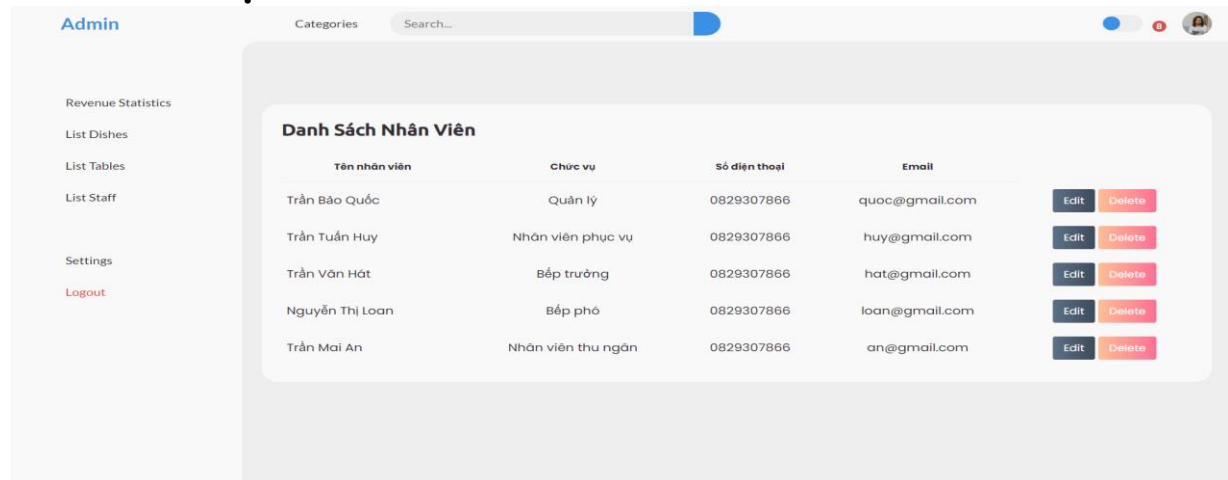 Admin Categories Search... 8
Revenue Statistics
List Dishes
List Tables
List Staff
Settings
Logout
Danh Sách Nhân Viên
Tên nhân viên Chức vụ Số điện thoại Email
Trần Bảo Quốc Quản lý 0829307866 quoc@gmail.com Edit Delete
Trần Tuấn Huy Nhân viên phục vụ 0829307866 huy@gmail.com Edit Delete
Trần Văn Hát Bếp trưởng 0829307866 hat@gmail.com Edit Delete
Nguyễn Thị Loan Bếp phó 0829307866 loan@gmail.com Edit Delete
Trần Mai An Nhân viên thu ngân 0829307866 an@gmail.com Edit Delete